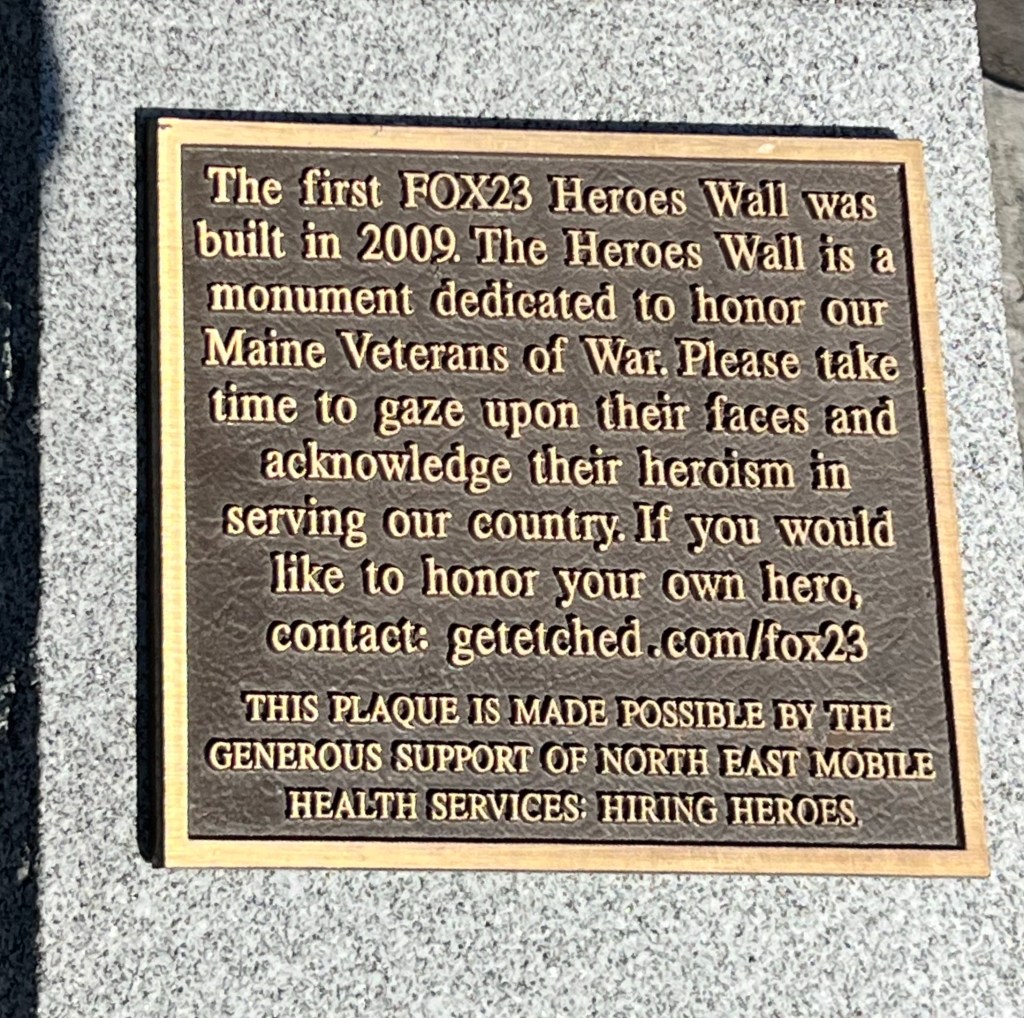 The first FOX23 Heroes Wall was
built in 2009. The Heroes Wall is a
monument dedicated to honor our
Maine Veterans of War. Please take
time to gaze upon their faces and
acknowledge their heroism in
serving our country. If you would
like to honor your own hero,
contact: getetched.com//fox23
THIS PLAQUE IS MADE POSSIBLE BY THE
GENEROUS SUPPORT OF NORTH EAST MOBILE
HEALTH SERVICES: HIRING HEROES.